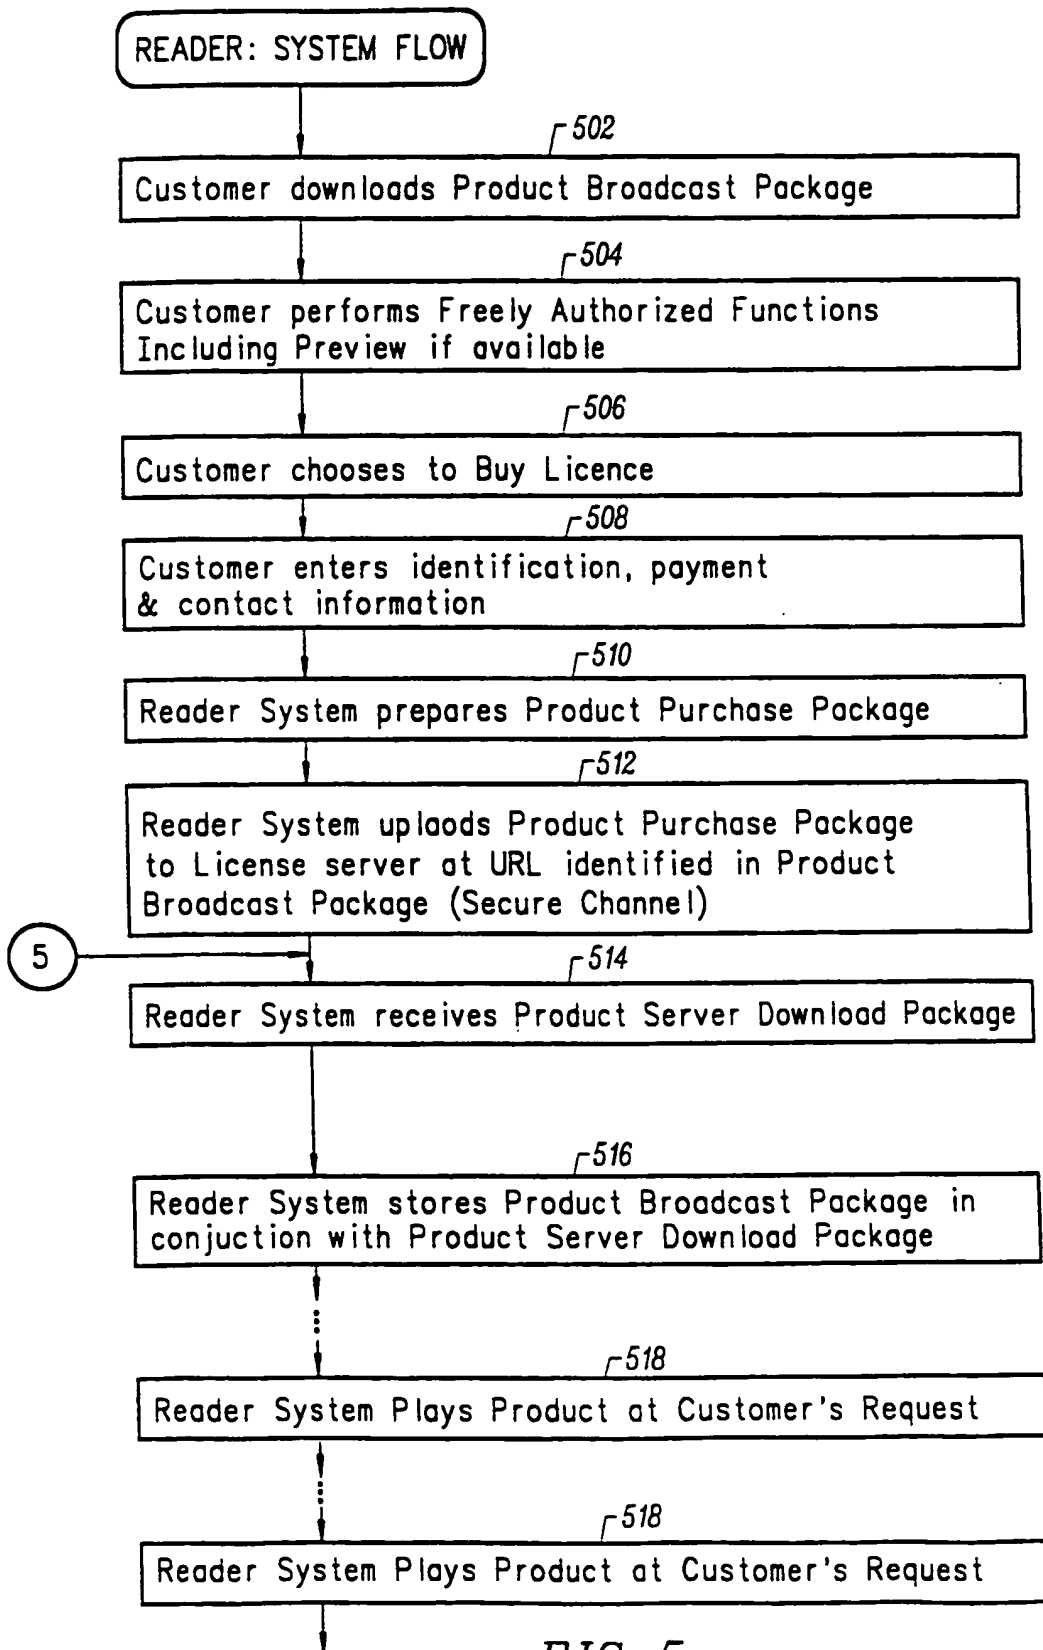 READER: SYSTEM FLOW
502
Customer downloads Product Broadcast Package
504
Customer performs Freely Authorized Functions
Including Preview if available
506
Customer chooses to Buy Licence
508
Customer enters identification, payment
& contact information
510
Reader System prepares Product Purchase Package
512
Reader System uplaods Product Purchase Package
to License server at URL identified in Product
Broadcast Package (Secure Channel)
5
514
Reader System receives Product Server Download Package
516
Reader System stores Product Broadcast Package in
conjuction with Product Server Download Package
518
Reader System Plays Product at Customer's Request
518
Reader System Plays Product at Customer's Request
FIG. 5